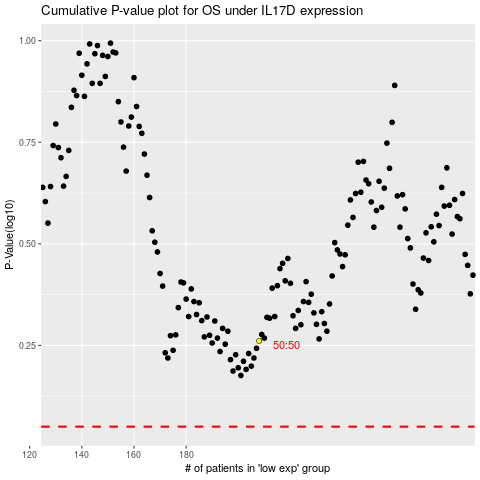 Cumulative P-value plot for OS under IL17D expression
P-Value(log10)
1.00
0.75
0.50
0.25
50:50
120 140 160 180
# of patients in 'low exp' group